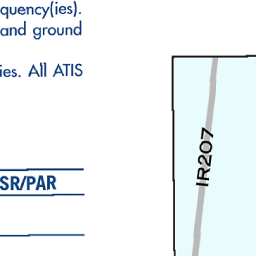 quency(ies).
and ground
ies. All ATIS
SR/PAR
IR207